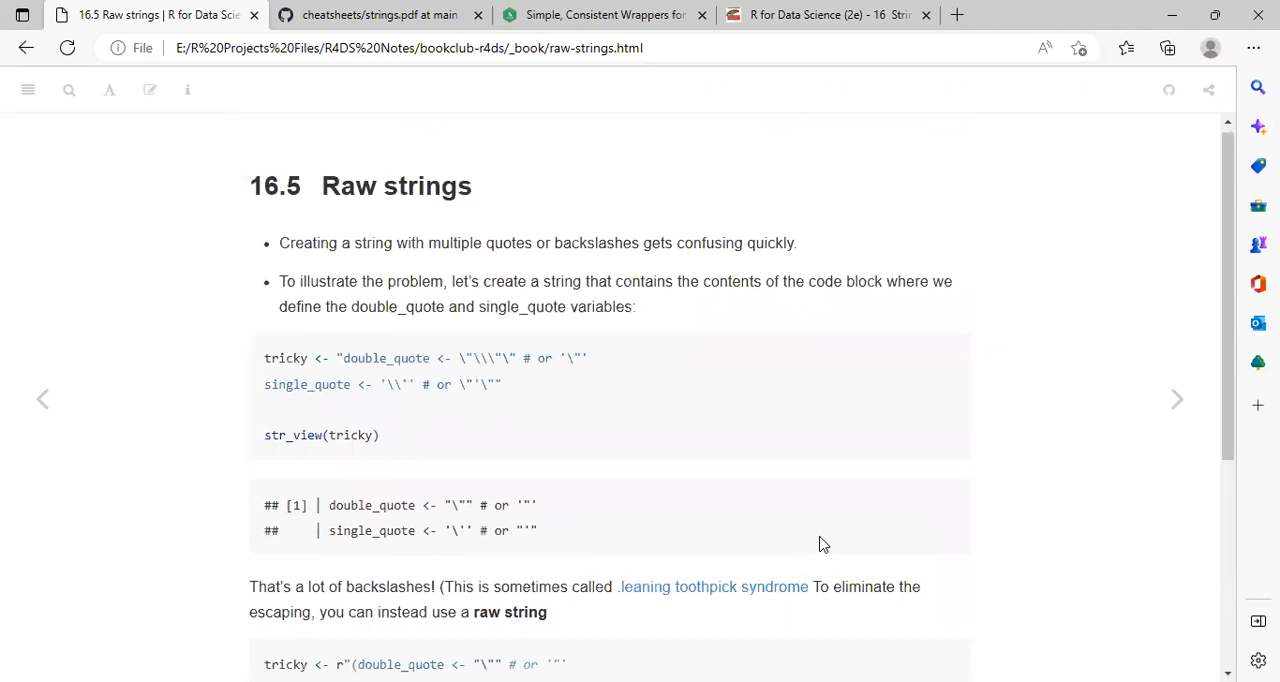 16.5 Raw strings | R for Data Scie
cheatsheets/strings.pdf at main
Simple, Consistent Wrappers for
R for Data Science (2e) - 16 Strin
File
E:/R%20Projects%20Files/R4DS%20Notes/bookclub-r4ds/_book/raw-strings.html
16.5 Raw strings
• Creating a string with multiple quotes or backslashes gets confusing quickly.
• To illustrate the problem, let’s create a string that contains the contents of the code block where we
define the double_quote and single_quote variables:
tricky <- "double_quote <- \"\\\"\" # or '\"'
single_quote <- '\\'' # or \"'\""
str_view(tricky)
## [1] │ double_quote <- "\"" # or '"'
## │ single_quote <- '\'' # or "'"
That’s a lot of backslashes! (This is sometimes called .leaning toothpick syndrome To eliminate the
escaping, you can instead use a raw string
tricky <- r"(double_quote <- "\"" # or '"'